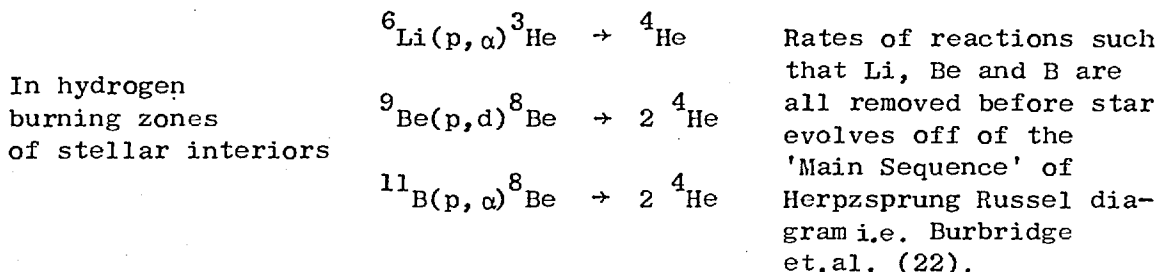 In hydrogen
burning zones
of stellar interiors
⁶Li(p, α)³He → ⁴He
⁹Be(p,d)⁸Be → 2 ⁴He
¹¹B(p, α)⁸Be → 2 ⁴He
Rates of reactions such
that Li, Be and B are
all removed before star
evolves off of the
'Main Sequence' of
Herpzsprung Russel dia-
gram i.e. Burbridge
et.al. (22).